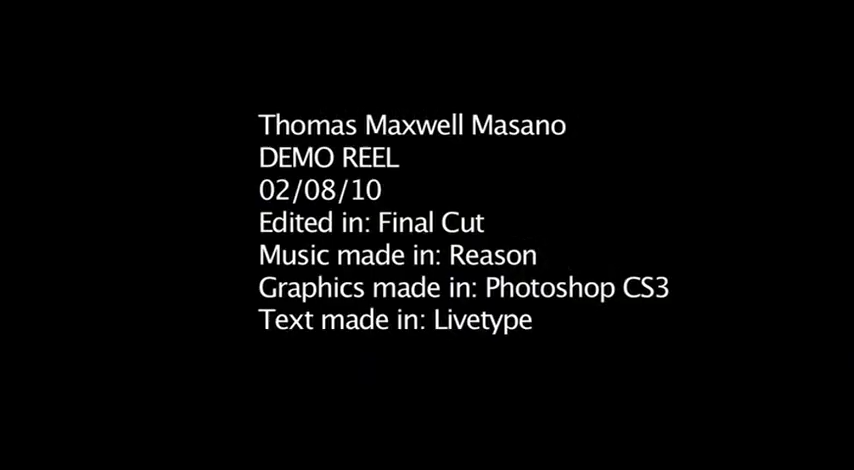 Thomas Maxwell Masano
DEMO REEL
02/08/10
Edited in: Final Cut
Music made in: Reason
Graphics made in: Photoshop CS3
Text made in: Livetype